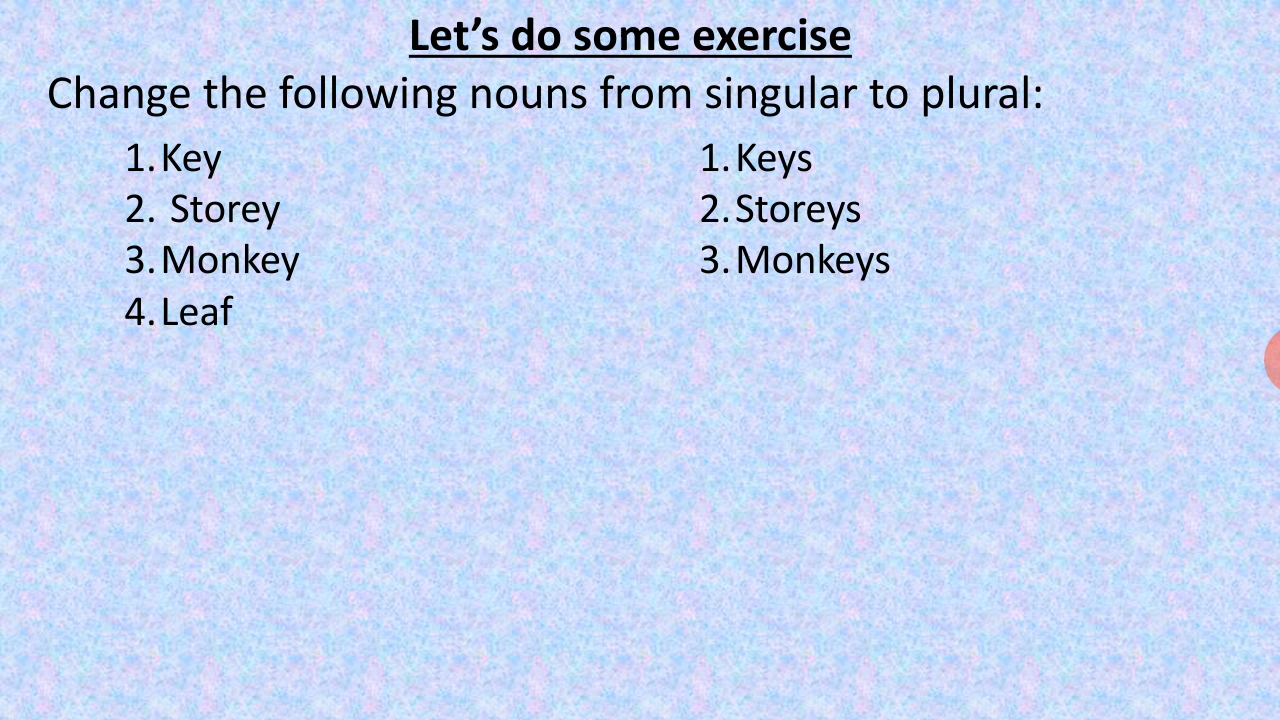 Let’s do some exercise
Change the following nouns from singular to plural:
1. Key
2. Storey
3. Monkey
4. Leaf
1. Keys
2. Storeys
3. Monkeys